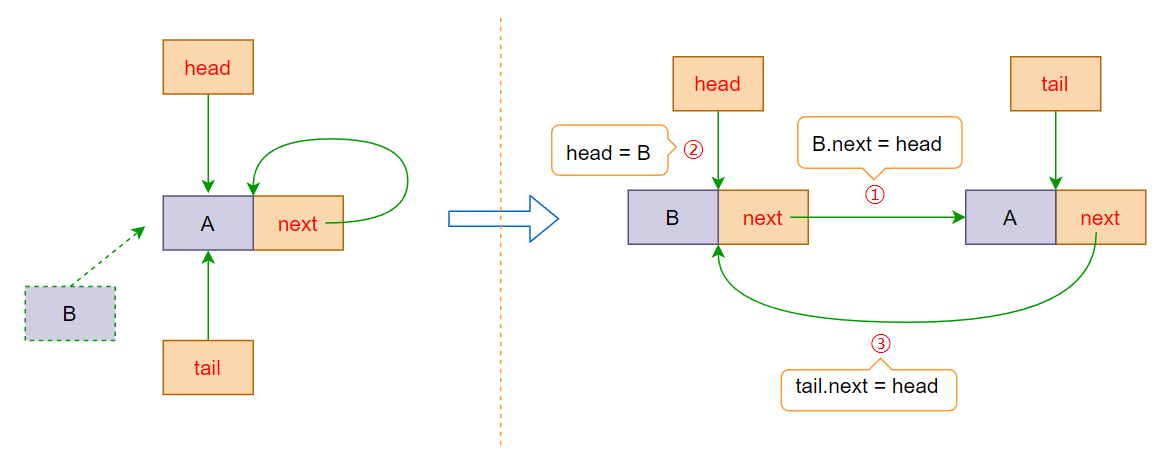 head
A
next
B
tail
head
tail
head = B
②
B.next = head
①
B
next
A
next
③
tail.next = head